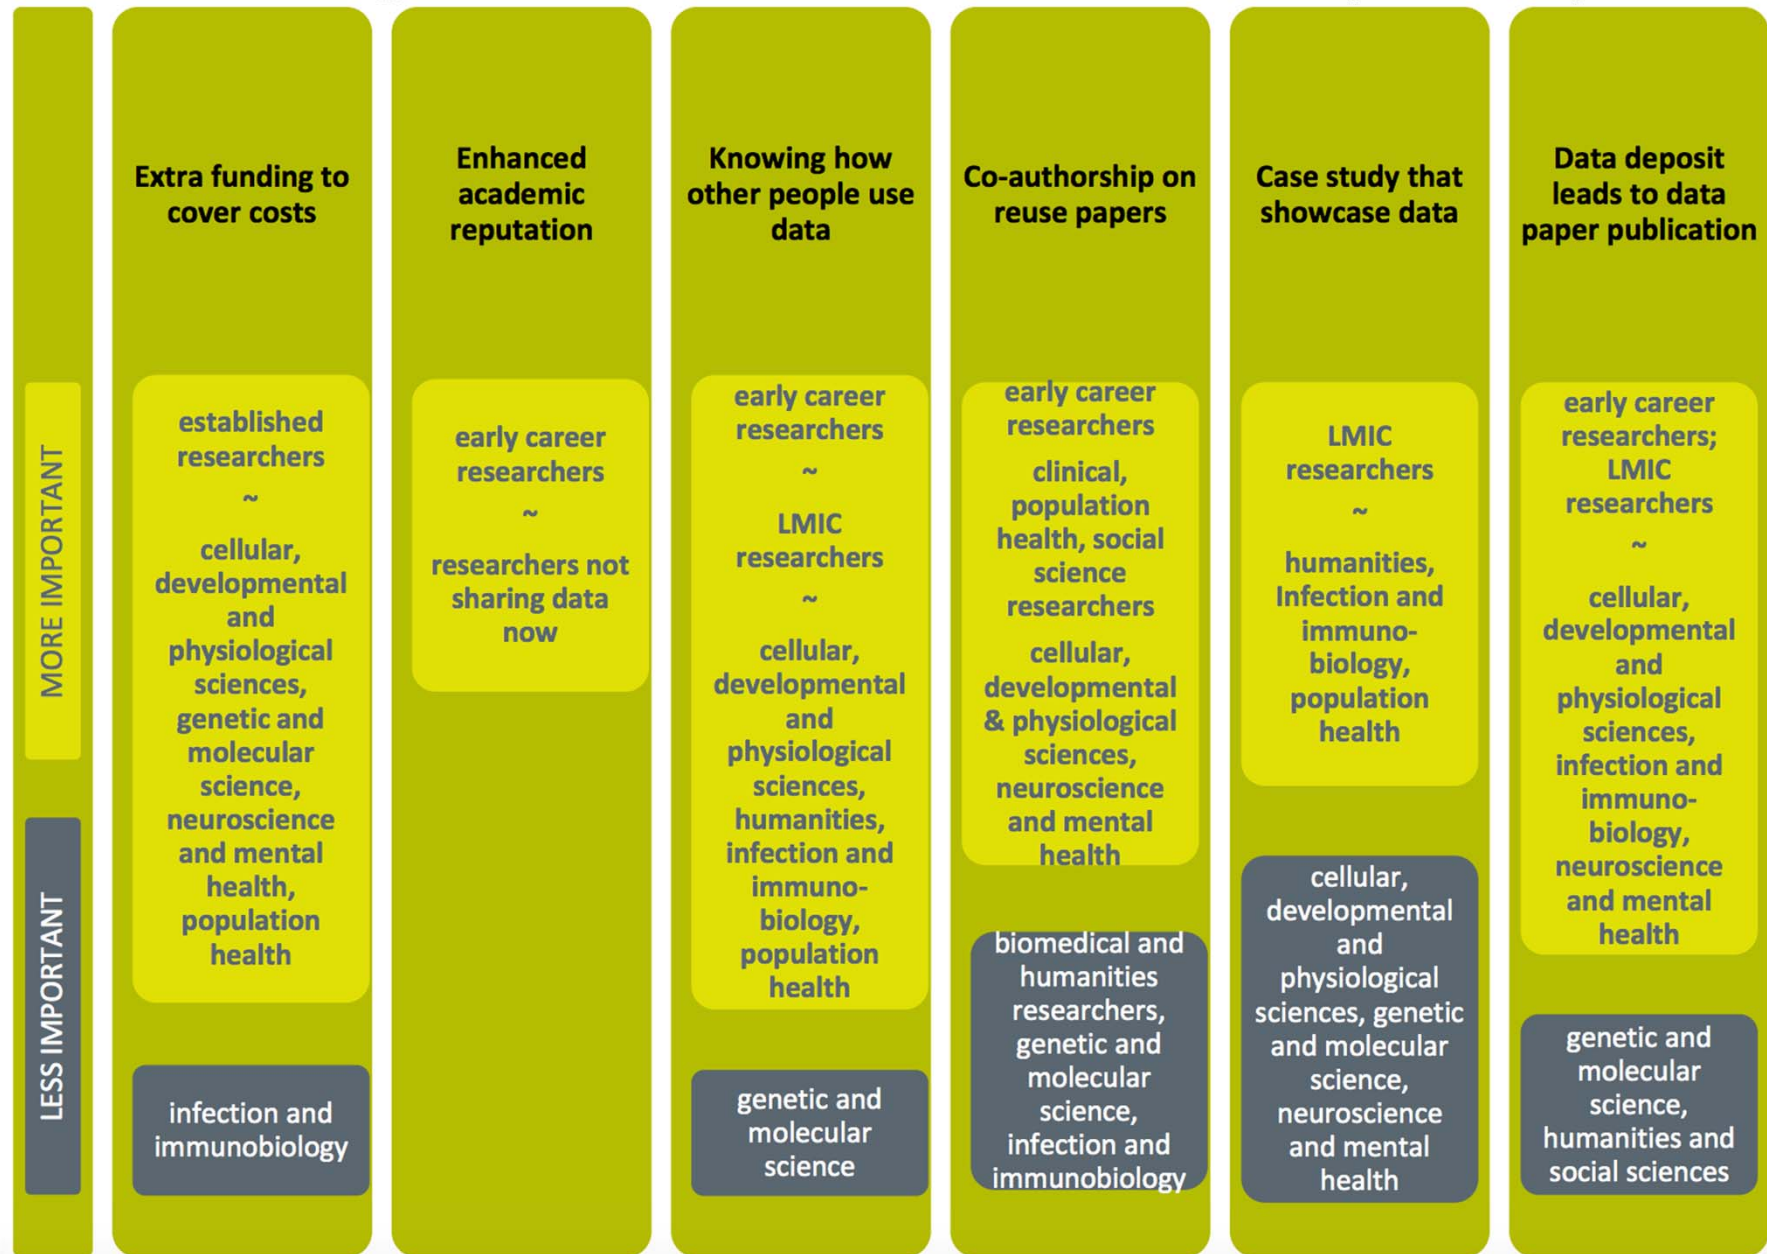 Extra funding to
cover costs
Enhanced
academic
reputation
Knowing how
other people use
data
Co-authorship on
reuse papers
Case study that
showcase data
Data deposit
leads to data
paper publication
MORE IMPORTANT
established
researchers
~
cellular,
developmental
and
physiological
sciences,
genetic and
molecular
science,
neuroscience
and mental
health,
population
health
early career
researchers
~
researchers not
sharing data
now
early career
researchers
~
LMIC
researchers
~
cellular,
developmental
and
physiological
sciences,
humanities,
infection and
immuno-
biology,
population
health
early career
researchers
clinical,
population
health, social
science
researchers
cellular,
developmental
& physiological
sciences,
neuroscience
and mental
health
LMIC
researchers
~
humanities,
Infection and
immuno-
biology,
population
health
early career
researchers;
LMIC
researchers
~
cellular,
developmental
and
physiological
sciences,
infection and
immuno-
biology,
neuroscience
and mental
health
LESS IMPORTANT
infection and
immunobiology
genetic and
molecular
science
biomedical and
humanities
researchers,
genetic and
molecular
science,
infection and
immunobiology
cellular,
developmental
and
physiological
sciences, genetic
and molecular
science,
neuroscience
and mental
health
genetic and
molecular
science,
humanities and
social sciences